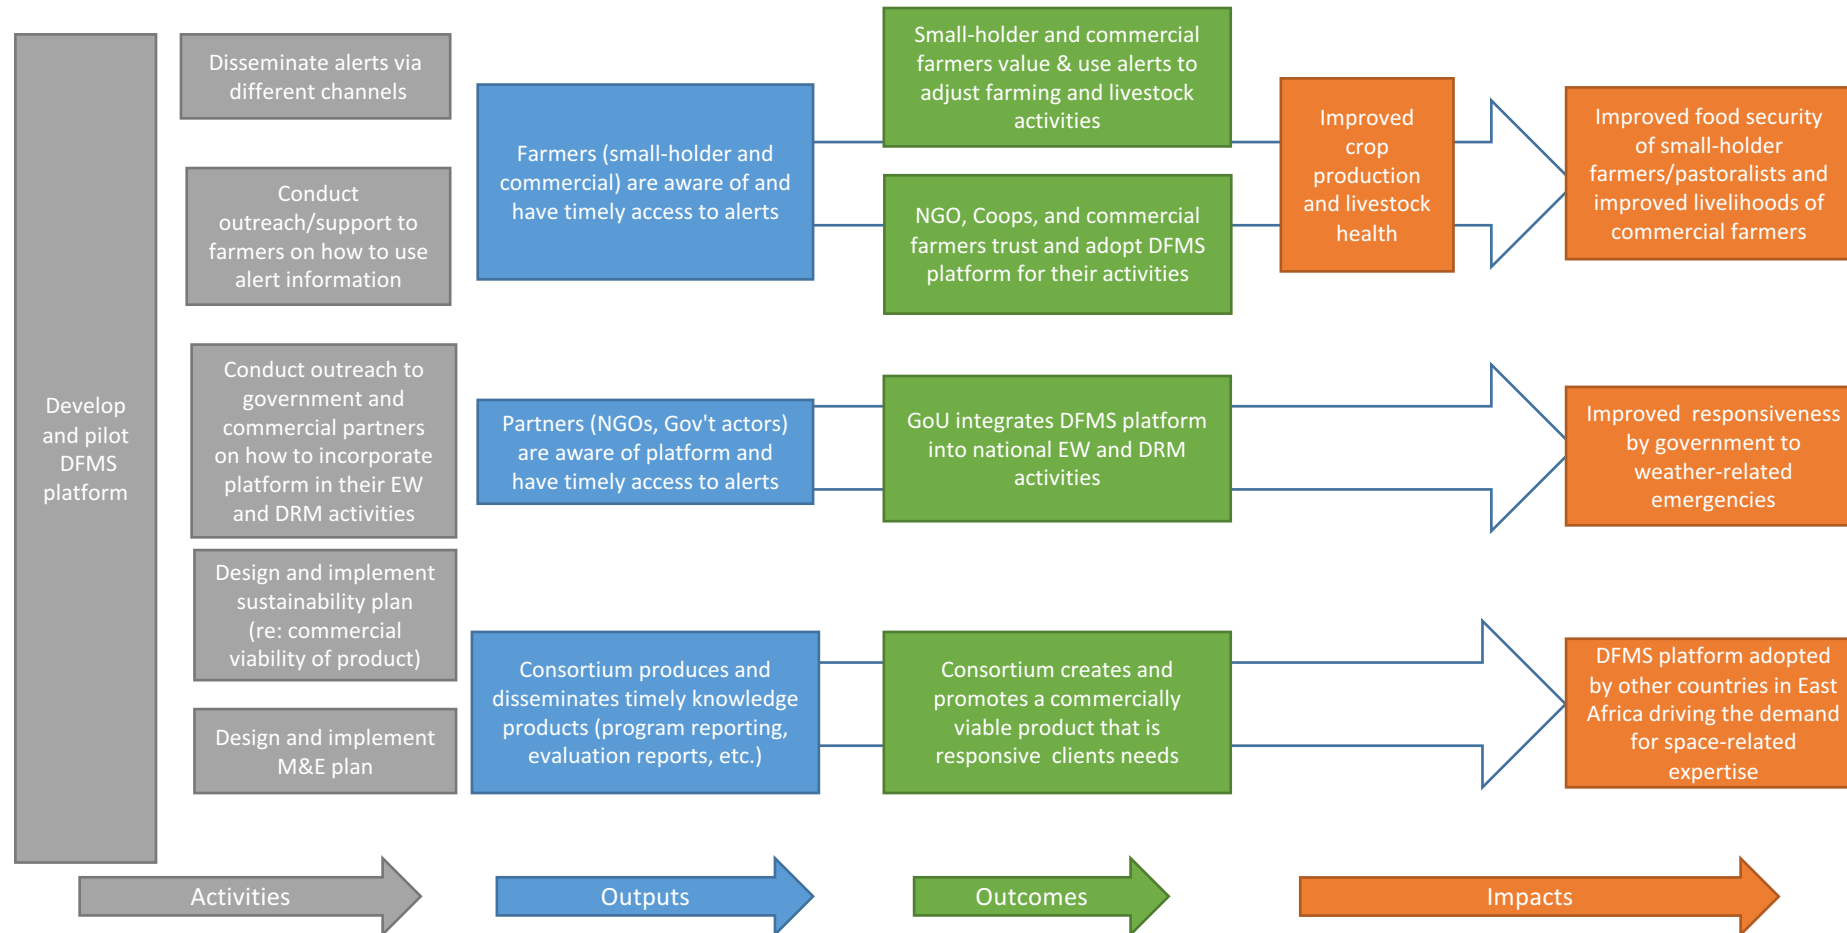 Develop
and pilot
DFMS
platform
Disseminate alerts via
different channels
Conduct
outreach/support to
farmers on how to use
alert information
Conduct outreach to
government and
commercial partners
on how to incorporate
platform in their EW
and DRM activities
Design and implement
sustainability plan
(re: commercial
viability of product)
Design and implement
M&E plan
Farmers (small-holder and
commercial) are aware of and
have timely access to alerts
Partners (NGOs, Gov't actors)
are aware of platform and
have timely access to alerts
Consortium produces and
disseminates timely knowledge
products (program reporting,
evaluation reports, etc.)
Small-holder and commercial
farmers value & use alerts to
adjust farming and livestock
activities
NGO, Coops, and commercial
farmers trust and adopt DFMS
platform for their activities
GoU integrates DFMS platform
into national EW and DRM
activities
Consortium creates and
promotes a commercially
viable product that is
responsive  clients needs
Improved
crop
production
and livestock
health
Improved food security
of small-holder
farmers/pastoralists and
improved livelihoods of
commercial farmers
Improved  responsiveness
by government to
weather-related
emergencies
DFMS platform adopted
by other countries in East
Africa driving the demand
for space-related
expertise
Activities
Outputs
Outcomes
Impacts